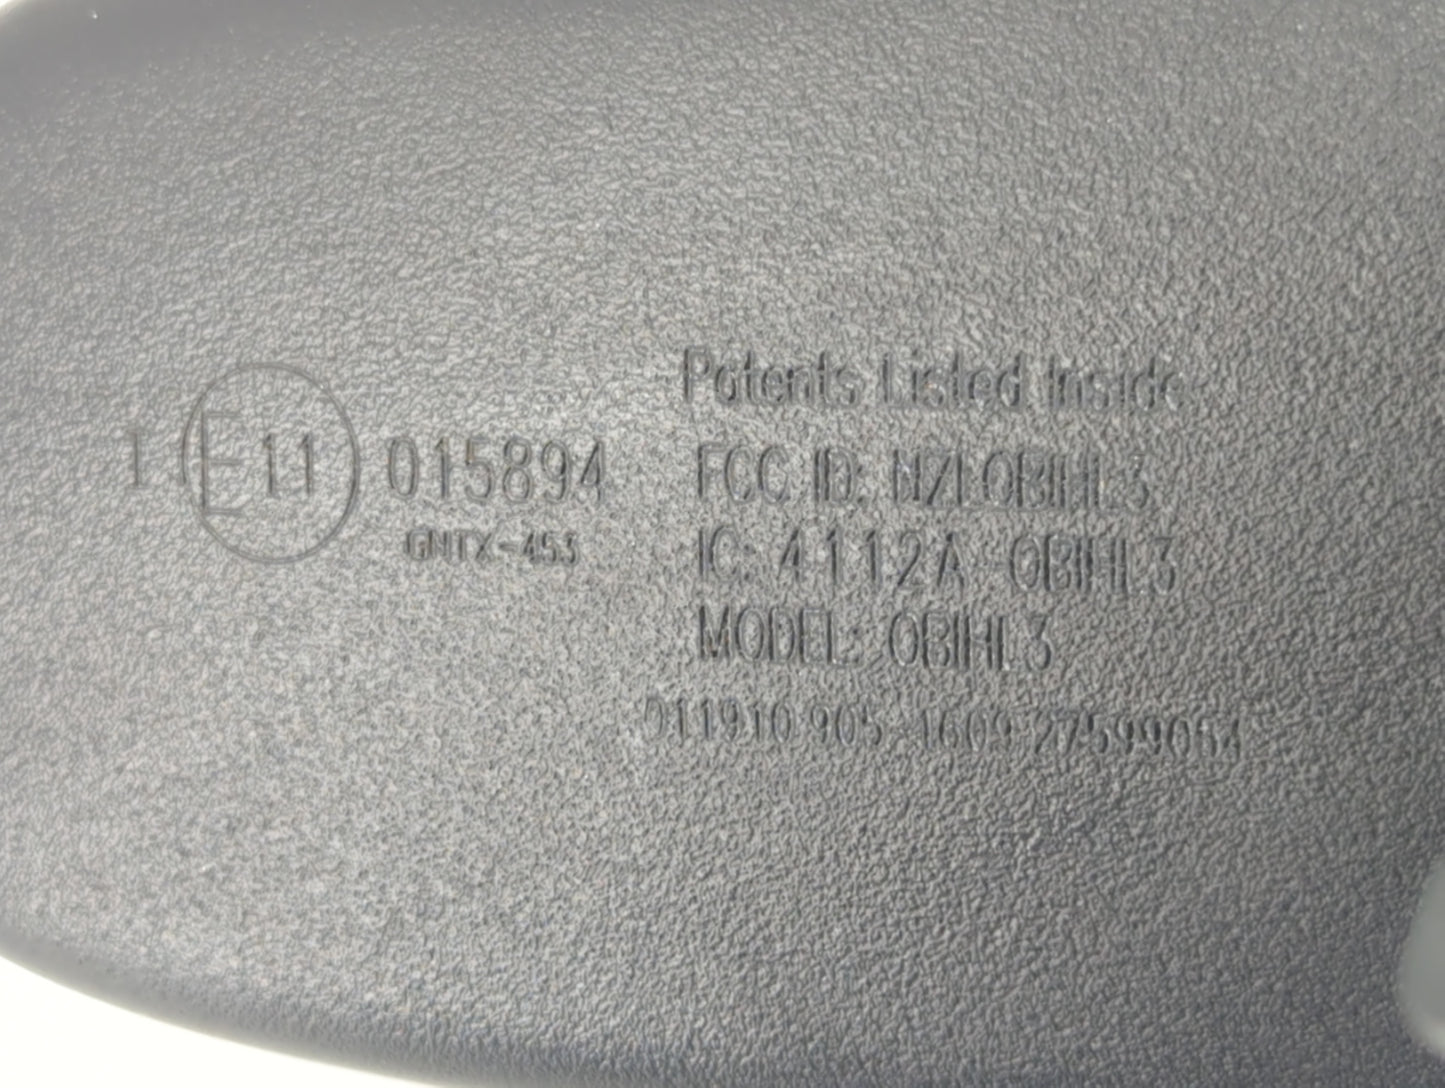 1 E11 015894
GNTX-453
Patents Listed Inside
FCC ID: NZLOBIHL3
IC: 4112A-OBIHL3
MODEL: OBIHL3
011910 905 1609 27599054